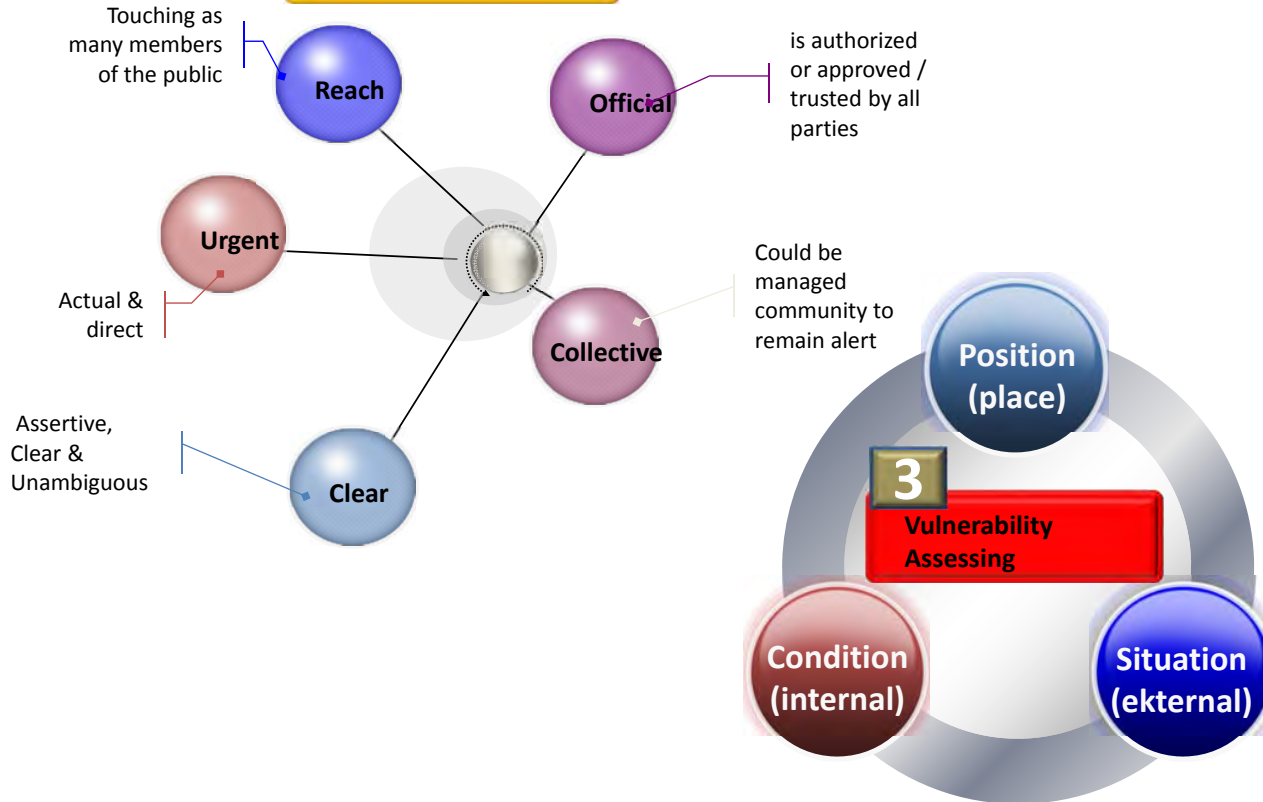 Touching as
many members
of the public
Reach
Official
is authorized
or approved /
trusted by all
parties
Urgent
Actual &
direct
Collective
Could be
managed
community to
remain alert
Assertive,
Clear &
Unambiguous
Clear
Position
(place)
3
Vulnerability
Assessing
Condition
(internal)
Situation
(ekternal)